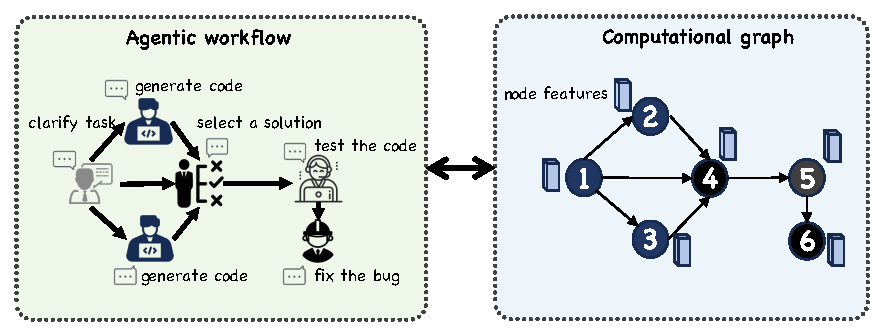 Agentic workflow
generate code
clarify task
select a solution
test the code
generate code
fix the bug
Computational graph
node features
1
2
3
4
5
6